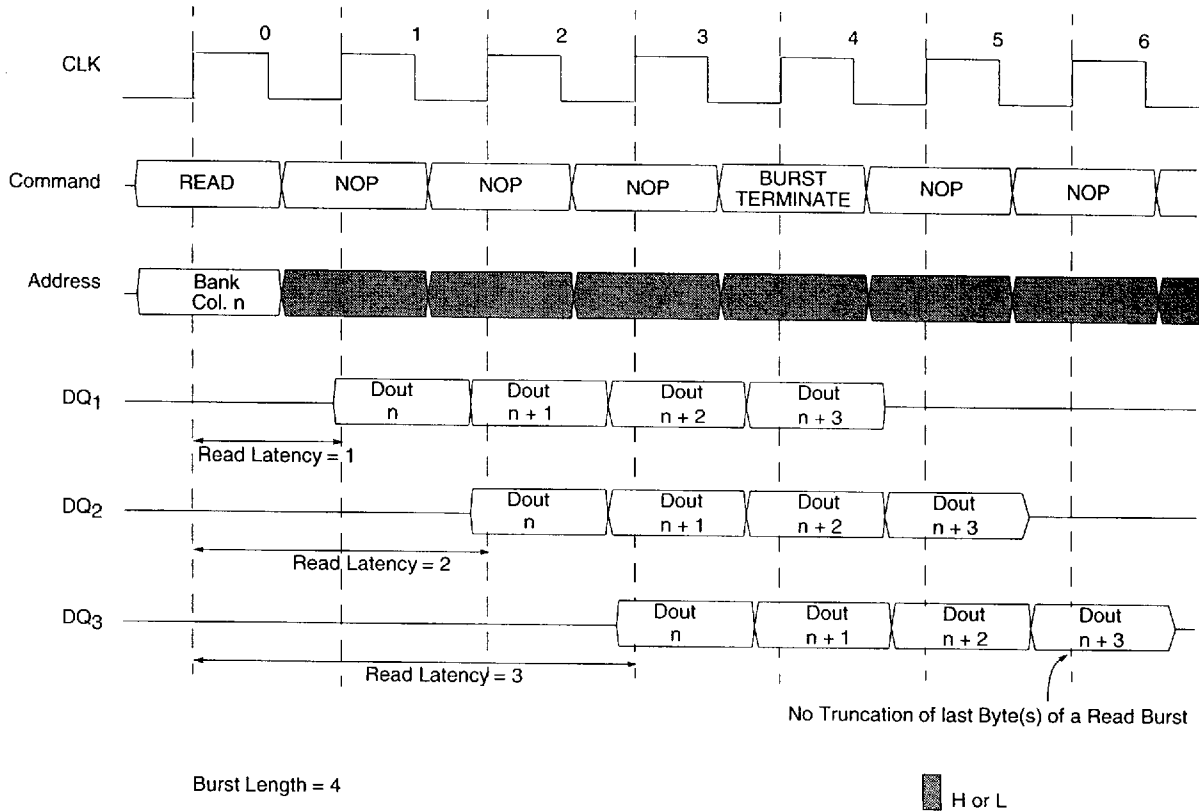 0 1 2 3 4 5 6
CLK
Command READ NOP NOP NOP BURST TERMINATE NOP NOP
Address Bank Col. n
DQ1 Dout n Dout n + 1 Dout n + 2 Dout n + 3
Read Latency = 1
DQ2 Dout n Dout n + 1 Dout n + 2 Dout n + 3
Read Latency = 2
DQ3 Dout n Dout n + 1 Dout n + 2 Dout n + 3
Read Latency = 3
No Truncation of last Byte(s) of a Read Burst
Burst Length = 4
H or L